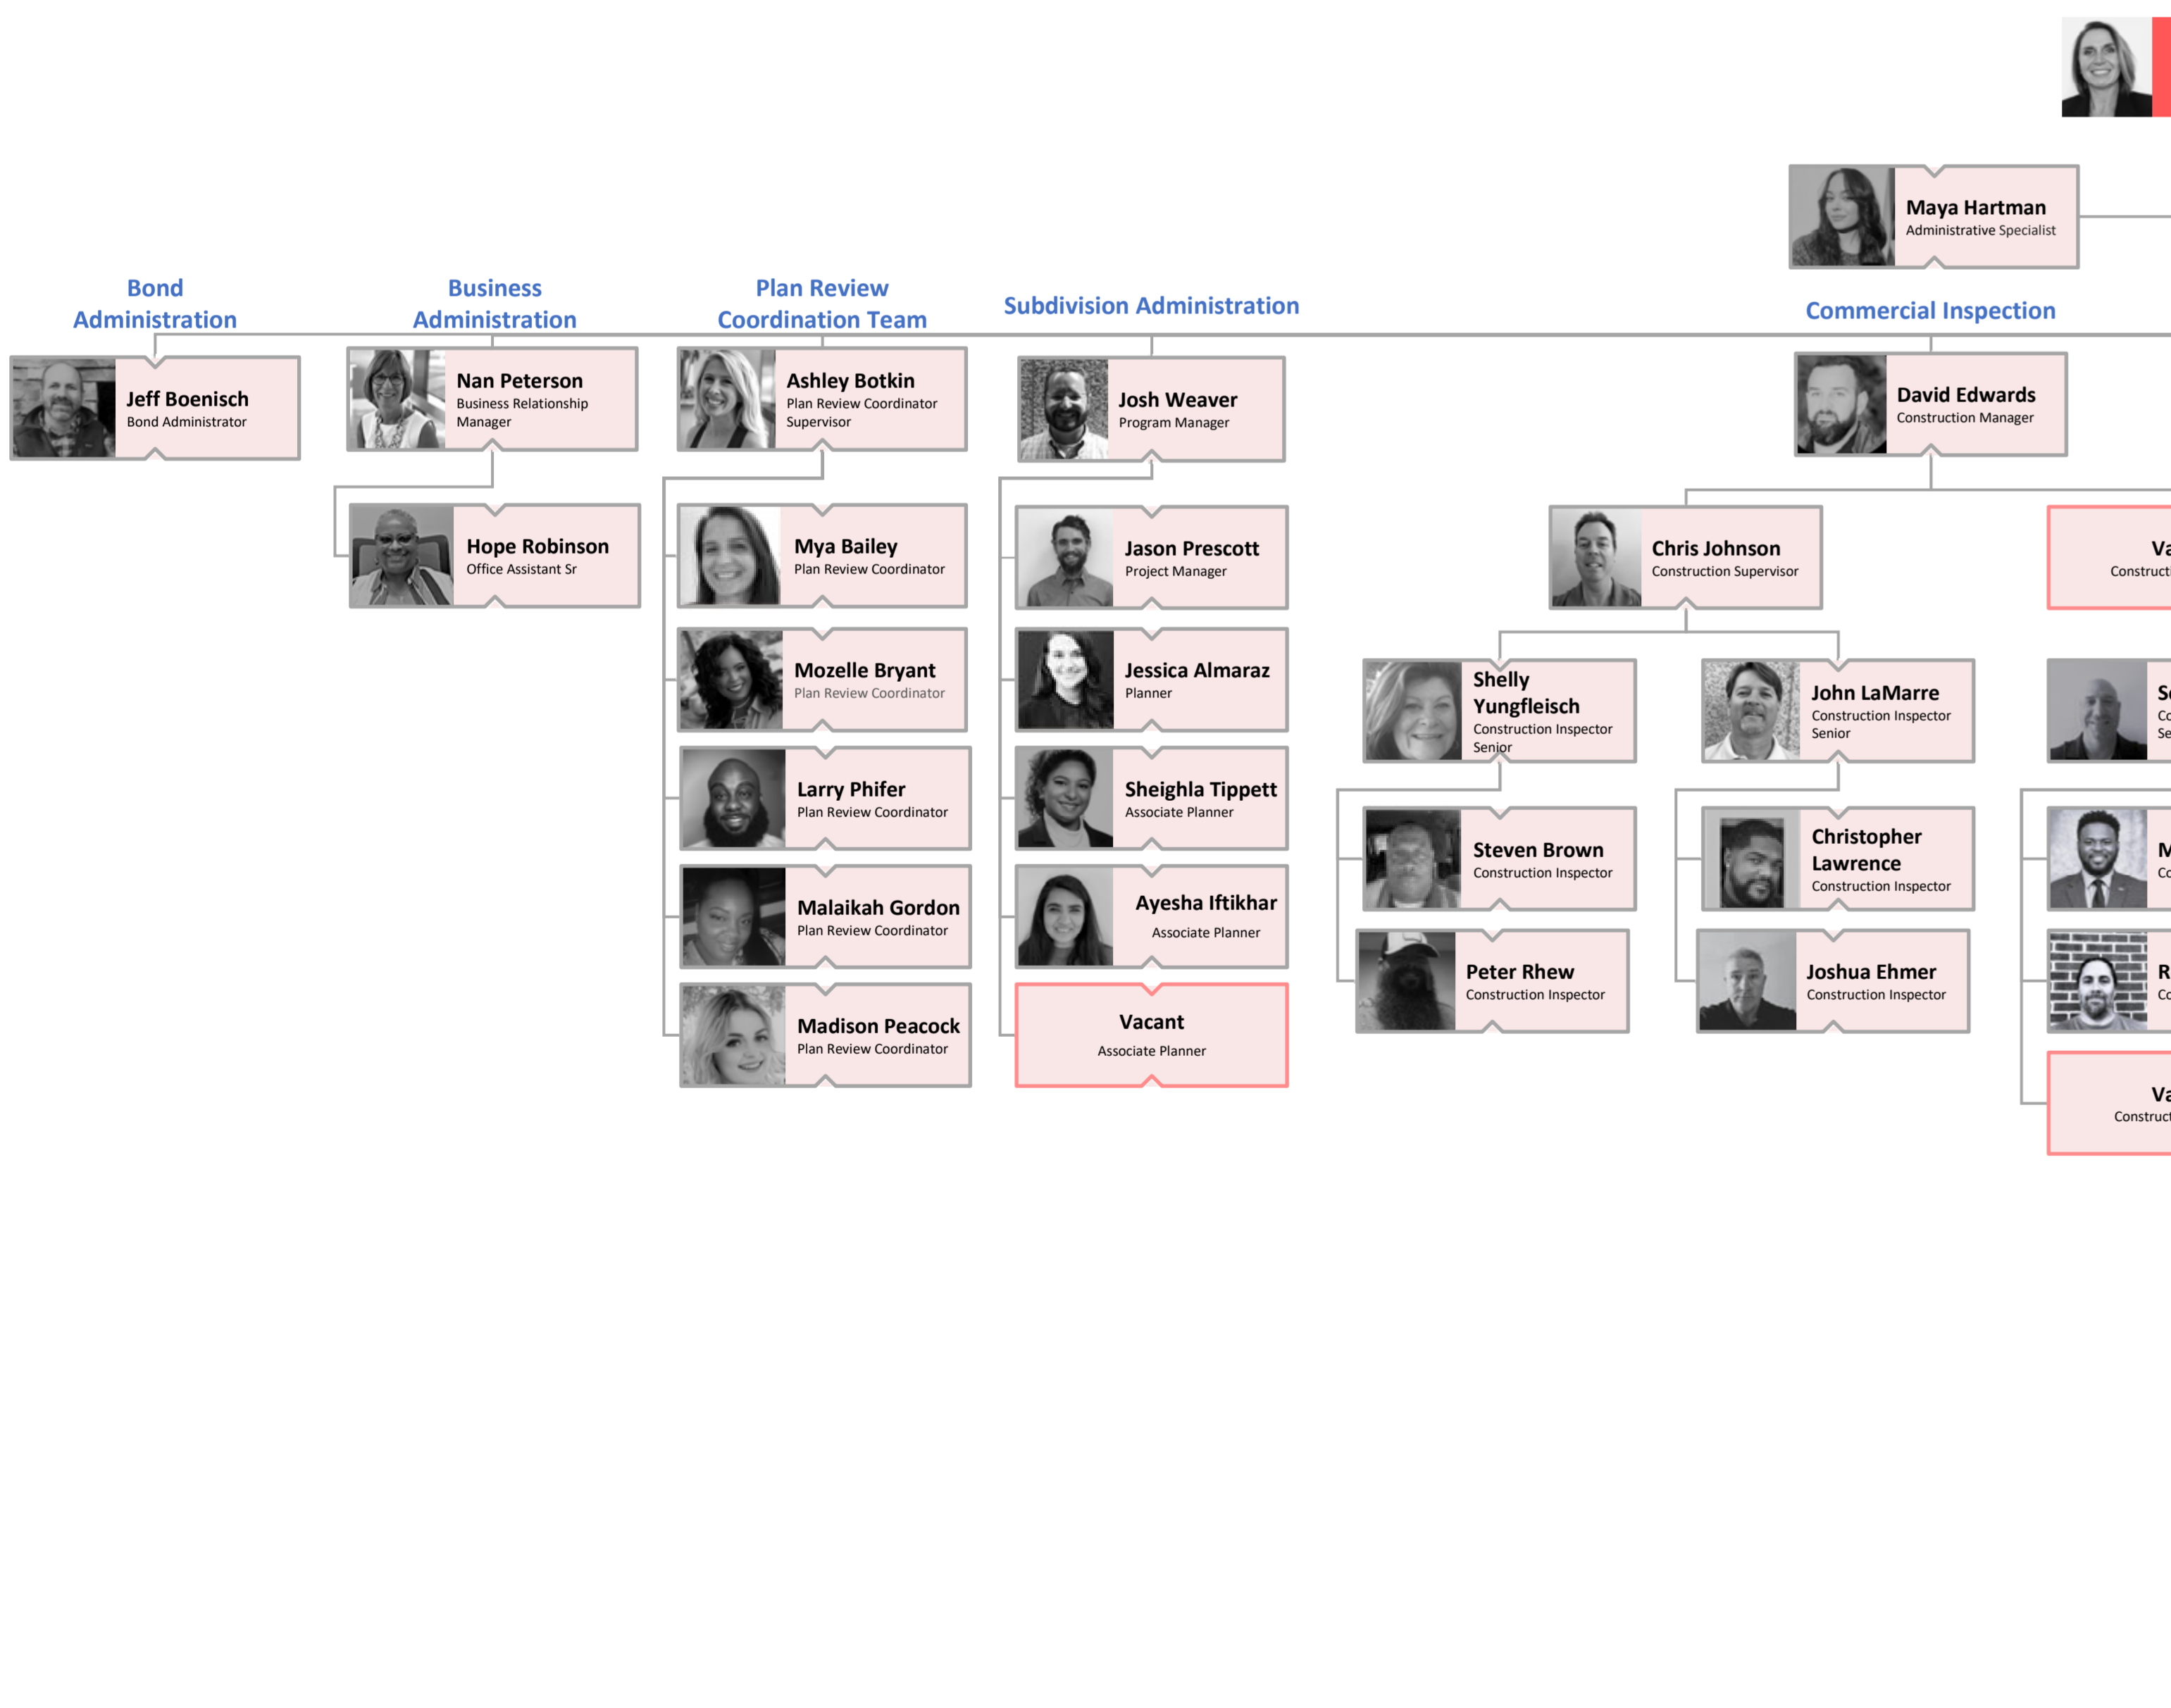 Maya Hartman
Administrative Specialist
Bond
Administration
Business
Administration
Plan Review
Coordination Team
Subdivision Administration
Commercial Inspection
Jeff Boenisch
Bond Administrator
Nan Peterson
Business Relationship
Manager
Ashley Botkin
Plan Review Coordinator
Supervisor
Josh Weaver
Program Manager
David Edwards
Construction Manager
Hope Robinson
Office Assistant Sr
Mya Bailey
Plan Review Coordinator
Jason Prescott
Project Manager
Chris Johnson
Construction Supervisor
Mozelle Bryant
Plan Review Coordinator
Jessica Almaraz
Planner
Shelly
Yungfleisch
Construction Inspector
Senior
John LaMarre
Construction Inspector
Senior
Larry Phifer
Plan Review Coordinator
Sheighla Tippett
Associate Planner
Steven Brown
Construction Inspector
Christopher
Lawrence
Construction Inspector
Malaikah Gordon
Plan Review Coordinator
Ayesha Iftikhar
Associate Planner
Peter Rhew
Construction Inspector
Joshua Ehmer
Construction Inspector
Madison Peacock
Plan Review Coordinator
Vacant
Associate Planner